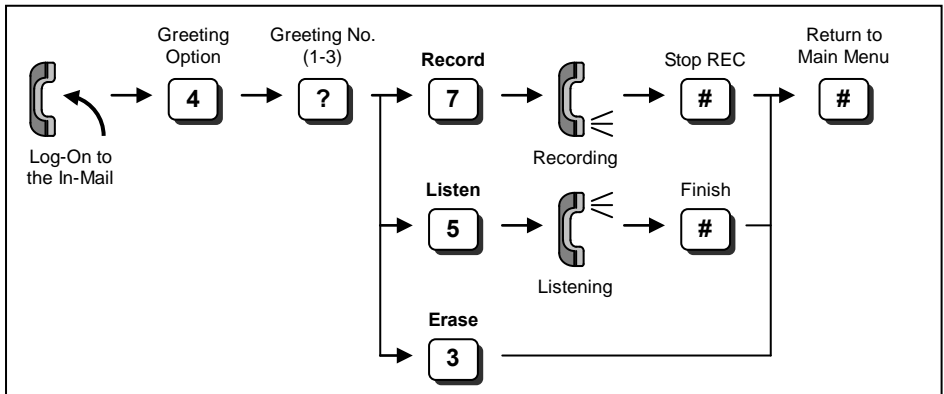 Greeting
Option
Greeting No.
(1-3)
Record
Stop REC
Return to
Main Menu
4
?
7
#
#
Log-On to
the In-Mail
Recording
Listen
Finish
5
#
Listening
Erase
3